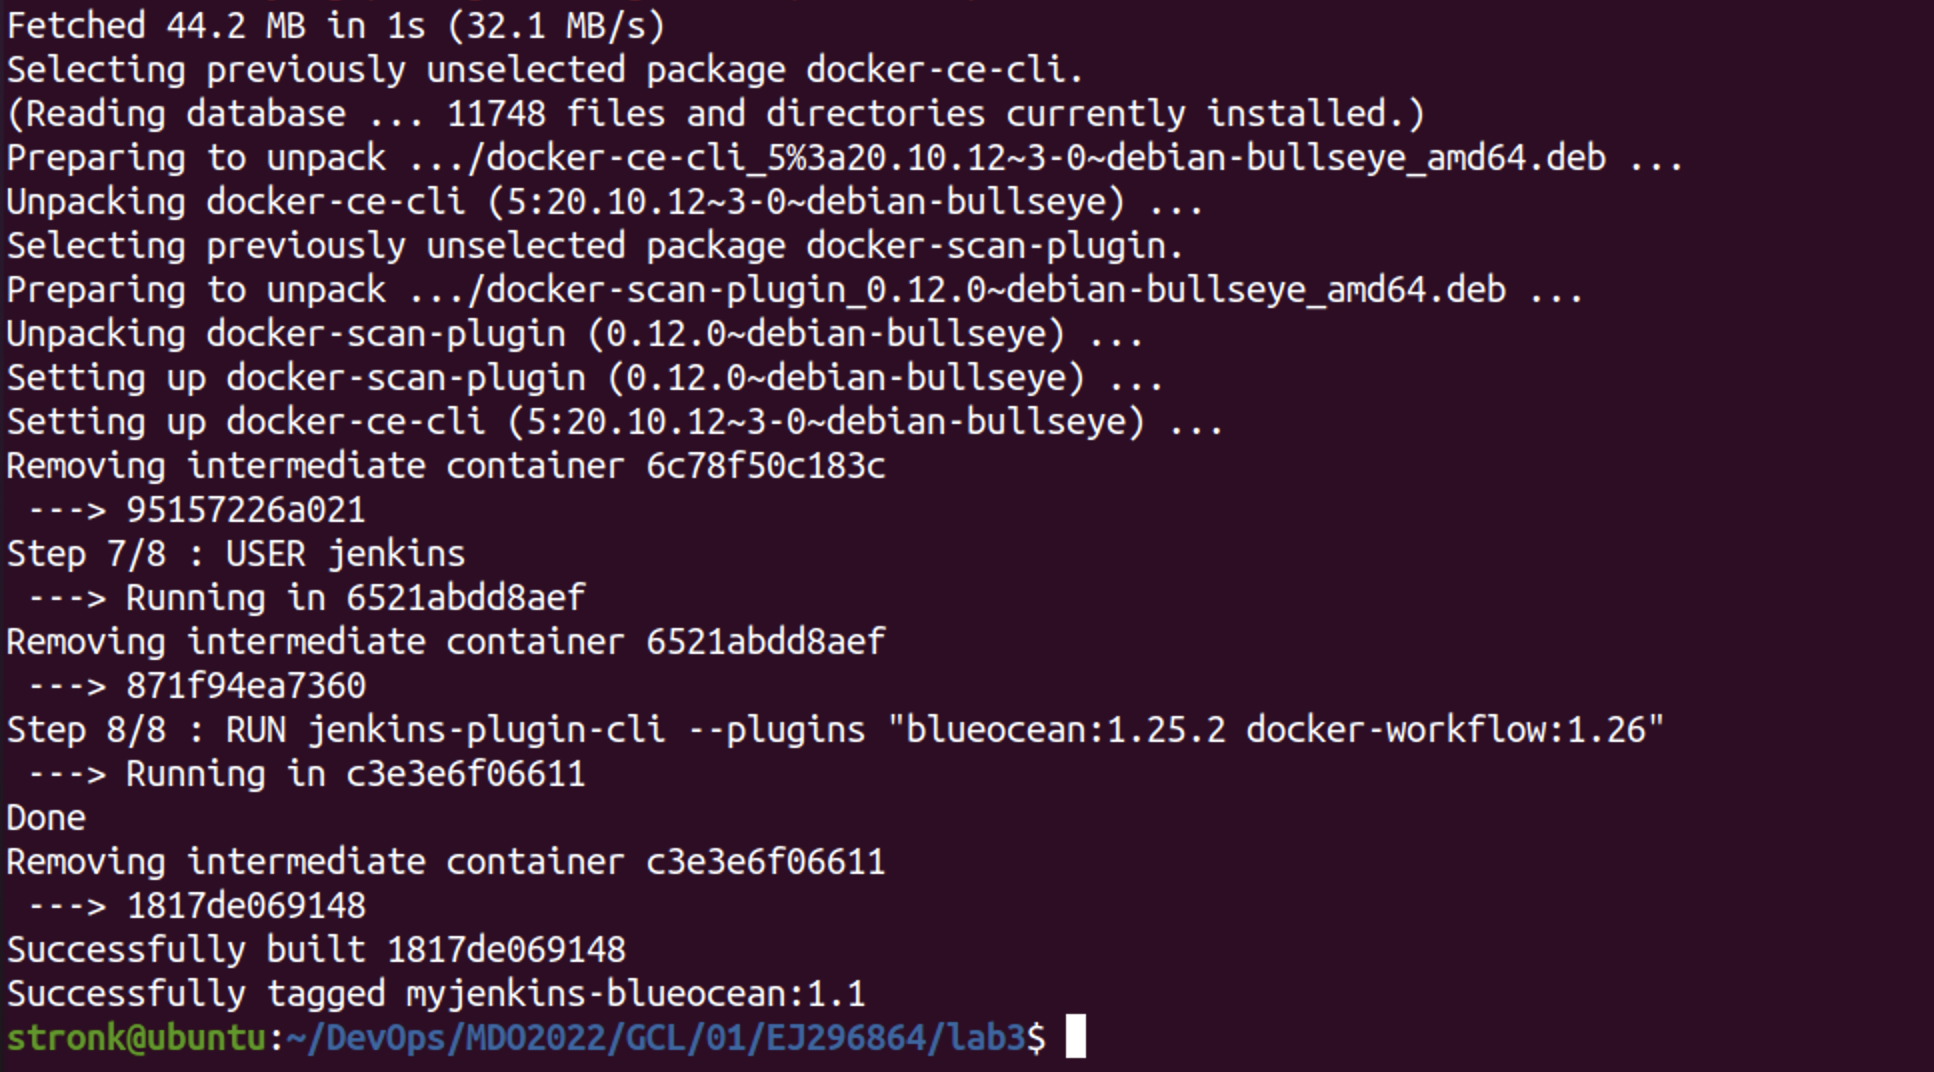 Fetched 44.2 MB in 1s (32.1 MB/s)
Selecting previously unselected package docker-ce-cli.
(Reading database ... 11748 files and directories currently installed.)
Preparing to unpack .../docker-ce-cli_5%3a20.10.12~3-0~debian-bullseye_amd64.deb ...
Unpacking docker-ce-cli (5:20.10.12~3-0~debian-bullseye) ...
Selecting previously unselected package docker-scan-plugin.
Preparing to unpack .../docker-scan-plugin_0.12.0~debian-bullseye_amd64.deb ...
Unpacking docker-scan-plugin (0.12.0~debian-bullseye) ...
Setting up docker-scan-plugin (0.12.0~debian-bullseye) ...
Setting up docker-ce-cli (5:20.10.12~3-0~debian-bullseye) ...
Removing intermediate container 6c78f50c183c
 ---> 95157226a021
Step 7/8 : USER jenkins
 ---> Running in 6521abdd8aef
Removing intermediate container 6521abdd8aef
 ---> 871f94ea7360
Step 8/8 : RUN jenkins-plugin-cli --plugins "blueocean:1.25.2 docker-workflow:1.26"
 ---> Running in c3e3e6f06611
Done
Removing intermediate container c3e3e6f06611
 ---> 1817de069148
Successfully built 1817de069148
Successfully tagged myjenkins-blueocean:1.1
stronk@ubuntu:~/DevOps/MDO2022/GCL/01/EJ296864/lab3$